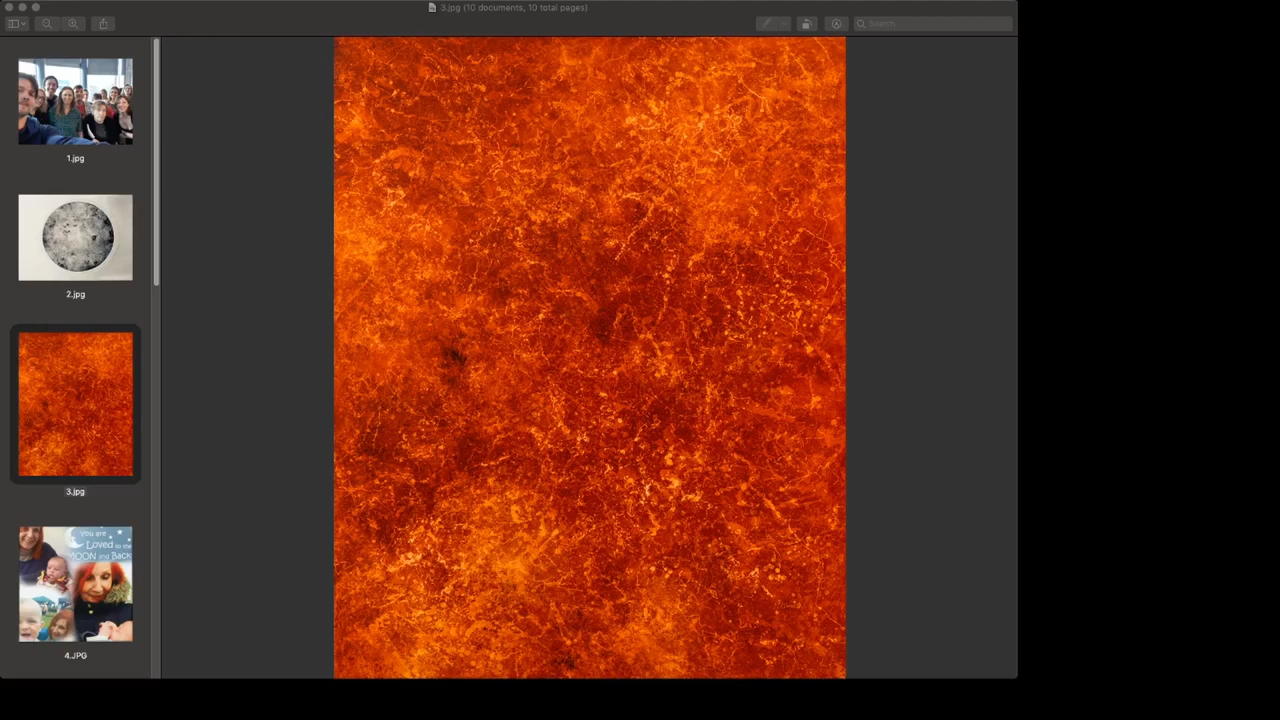 3.jpg (10 documents, 10 total pages)
Search
1.jpg
2.jpg
3.jpg
You are
Loved to the
MOON and Back
4.JPG